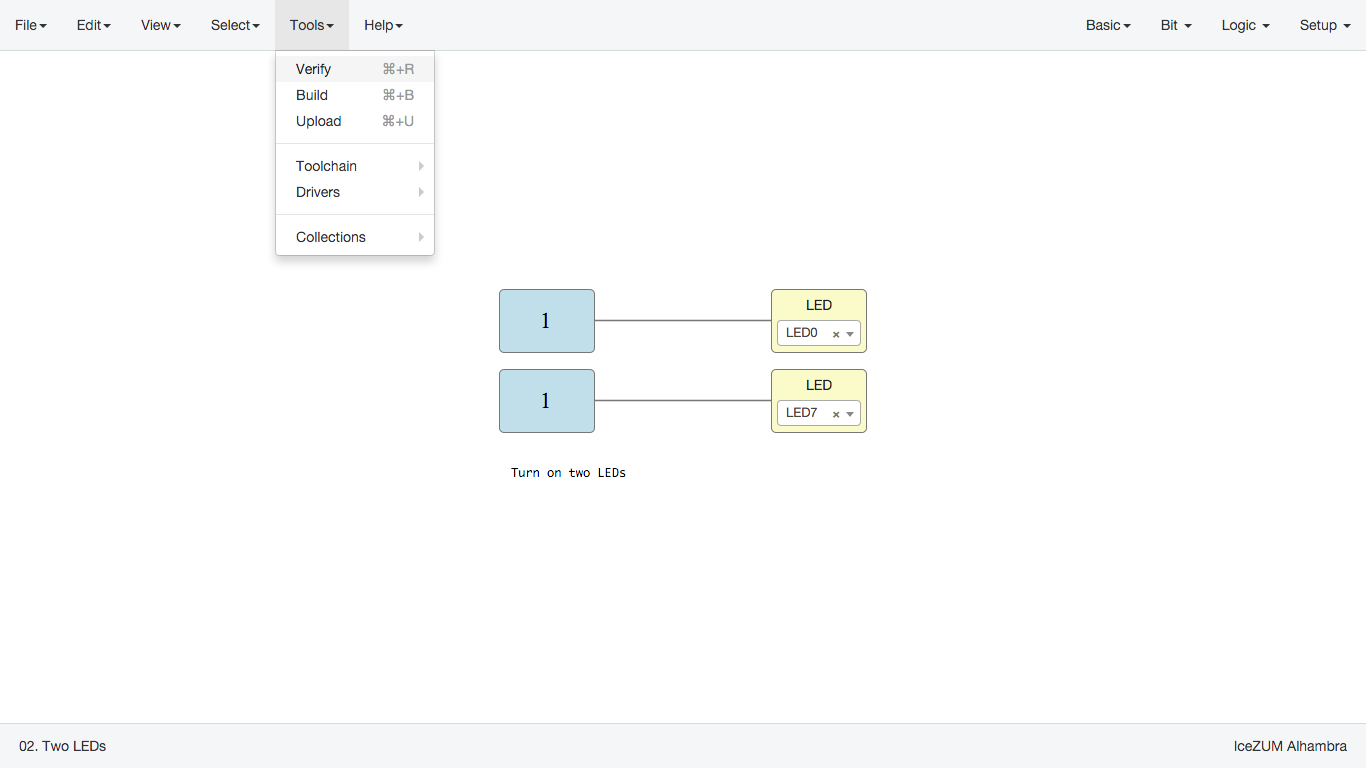 File Edit View Select Tools Help Basic Bit Logic Setup
Verify ⌘+R
Build ⌘+B
Upload ⌘+U
Toolchain
Drivers
Collections
1
LED
LED0 ×
1
LED
LED7 ×
Turn on two LEDs
02. Two LEDs IceZUM Alhambra